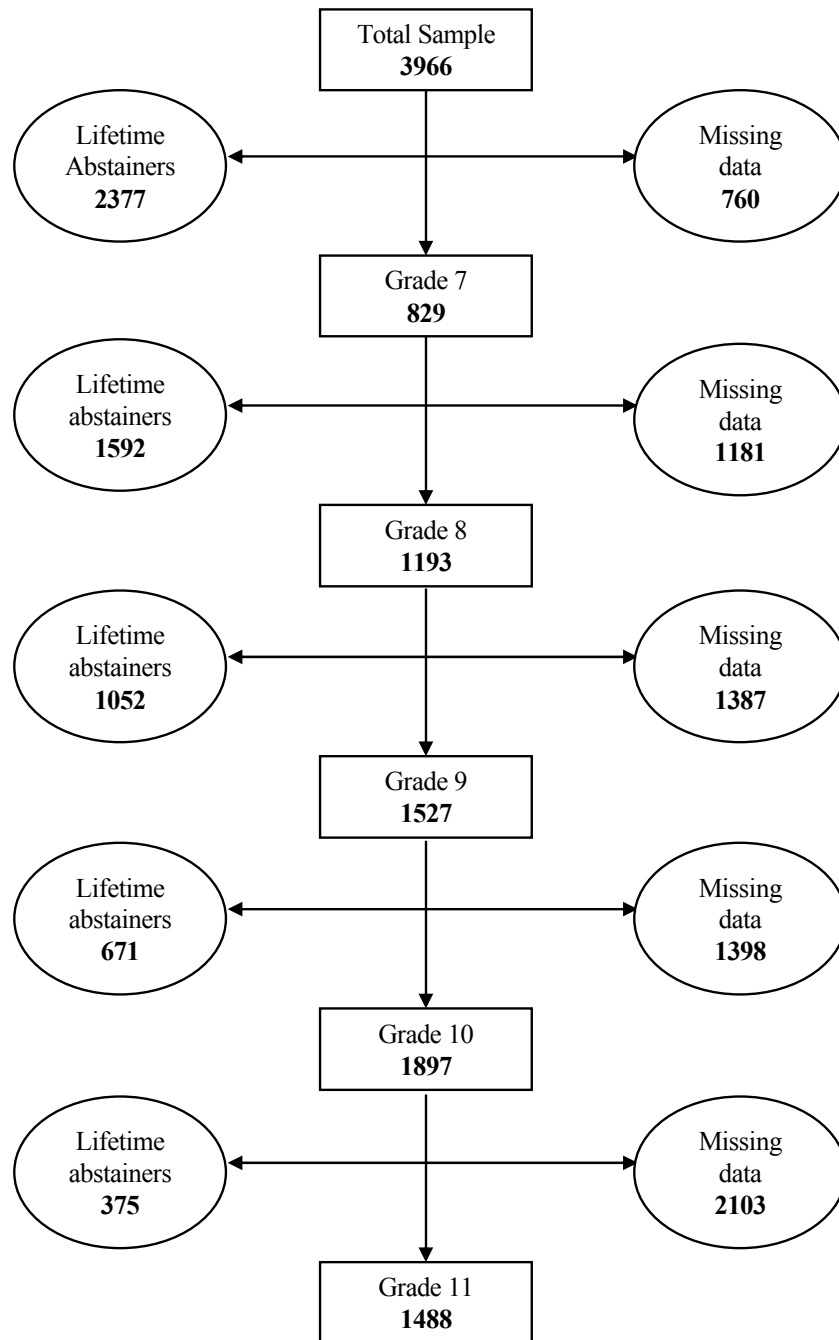 Total Sample
3966
Lifetime
Abstainers
2377
Missing
data
760
Grade 7
829
Lifetime
abstainers
1592
Missing
data
1181
Grade 8
1193
Lifetime
abstainers
1052
Missing
data
1387
Grade 9
1527
Lifetime
abstainers
671
Missing
data
1398
Grade 10
1897
Lifetime
abstainers
375
Missing
data
2103
Grade 11
1488